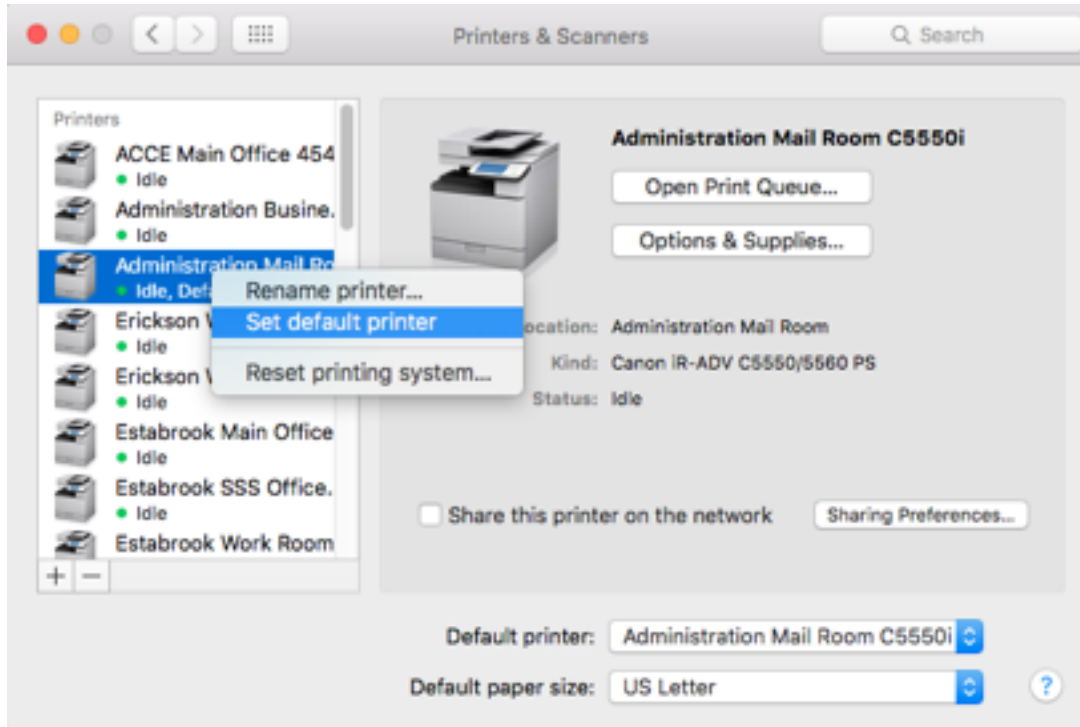 Printers & Scanners
Search
Printers
ACCE Main Office 454
Idle
Administration Busine.
Idle
Administration Mail Ro
Idle, Defa
Erickson
Idle
Erickson
Idle
Estabrook Main Office
Idle
Estabrook SSS Office.
Idle
Estabrook Work Room
+ −
Rename printer...
Set default printer
Reset printing system...
Administration Mail Room C5550i
Open Print Queue...
Options & Supplies...
ocation: Administration Mail Room
Kind: Canon iR-ADV C5550/5560 PS
Status: Idle
Share this printer on the network
Sharing Preferences...
Default printer: Administration Mail Room C5550i
Default paper size: US Letter
?